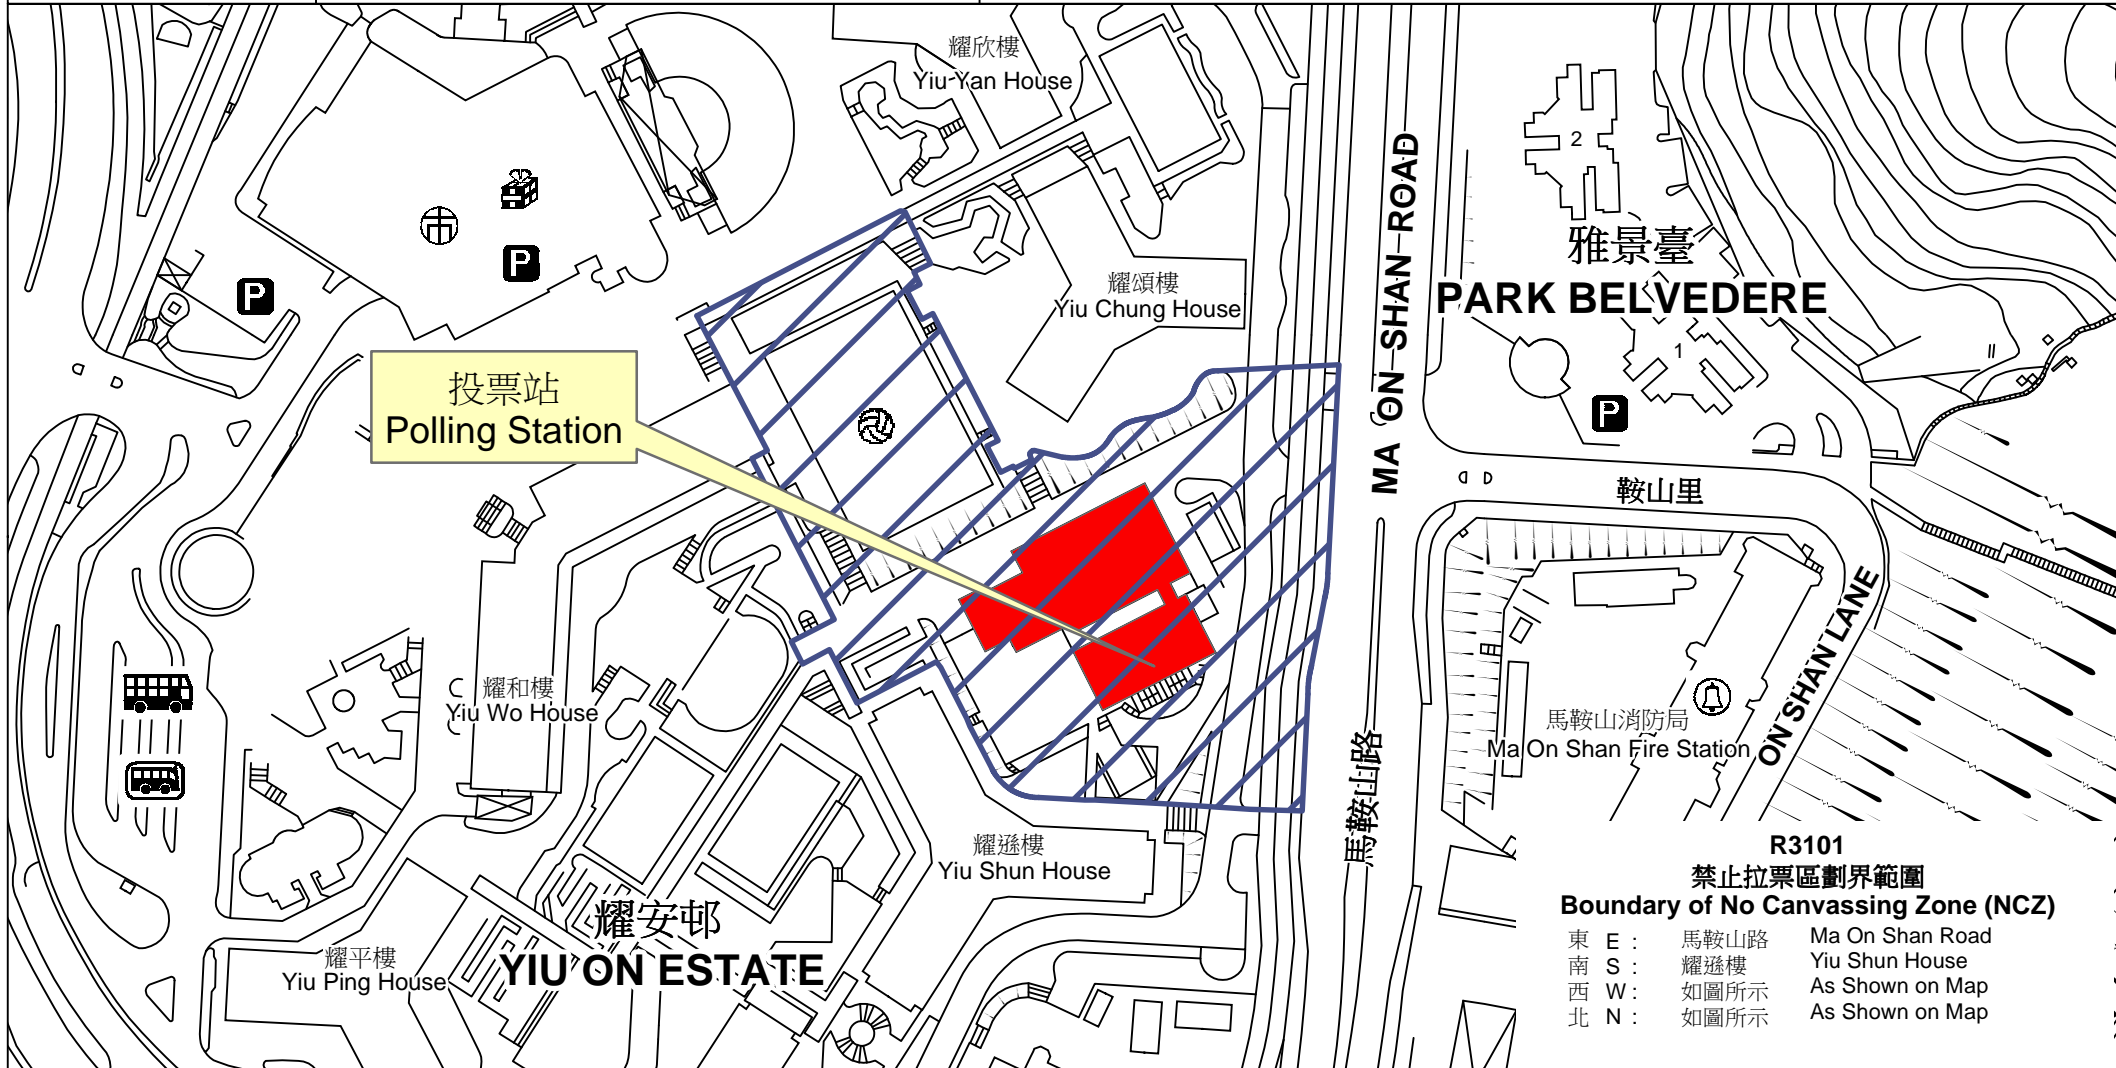 耀欣樓
Yiu Yan House
2
雅景臺
PARK BELVEDERE
1
P
P
P
耀頌樓
Yiu Chung House
MA ON SHAN ROAD
投票站
Polling Station
鞍山里
ON SHAN LANE
耀和樓
Yiu Wo House
馬鞍山消防局
Ma On Shan Fire Station
馬鞍山路
耀遜樓
Yiu Shun House
耀安邨
YIU ON ESTATE
耀平樓
Yiu Ping House
R3101
禁止拉票區劃界範圍
Boundary of No Canvassing Zone (NCZ)
東 E : 馬鞍山路 Ma On Shan Road
南 S : 耀遜樓 Yiu Shun House
西 W : 如圖所示 As Shown on Map
北 N : 如圖所示 As Shown on Map